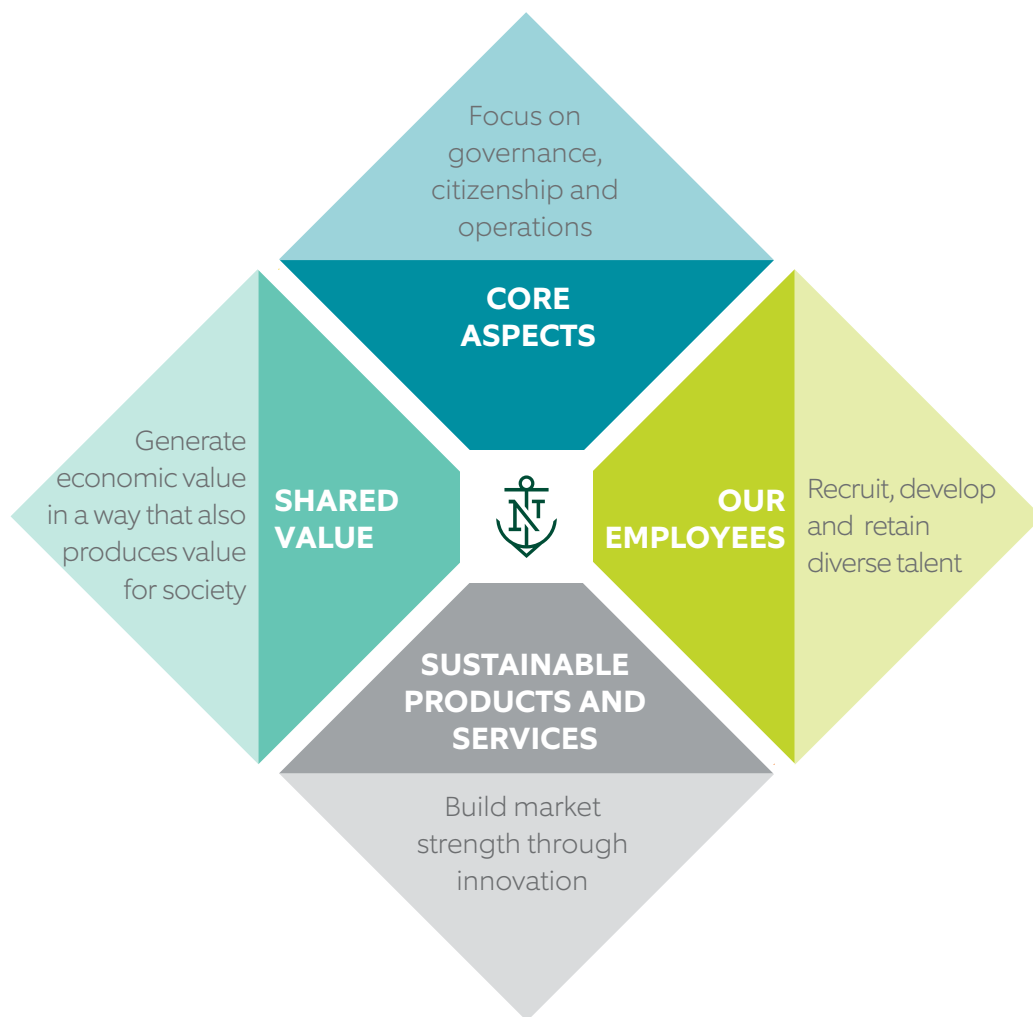 Focus on
governance,
citizenship and
operations
CORE
ASPECTS
Generate
economic value
in a way that also
produces value
for society
SHARED
VALUE
NT
OUR
EMPLOYEES
Recruit, develop
and retain
diverse talent
SUSTAINABLE
PRODUCTS AND
SERVICES
Build market
strength through
innovation